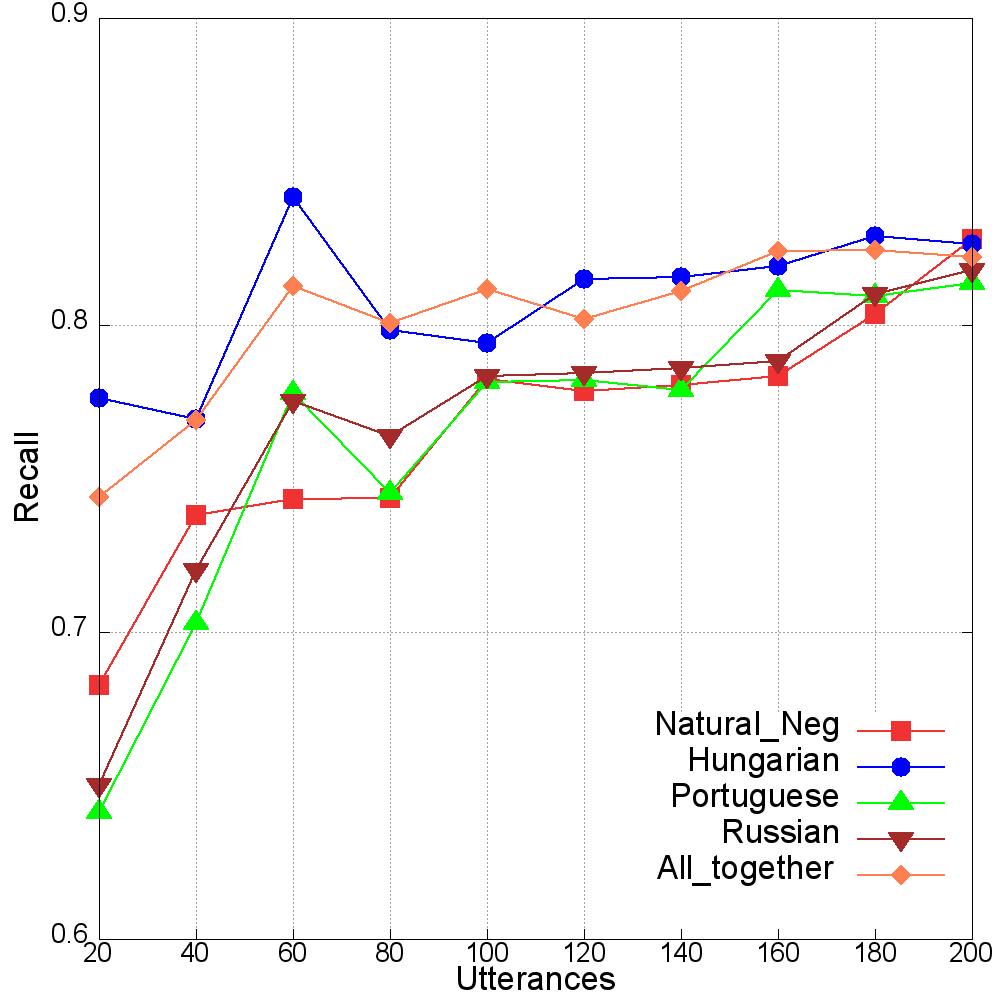 0.9
0.8
0.7
0.6
Recall
Natural_Neg
Hungarian
Portuguese
Russian
All_together
20 40 60 80 100 120 140 160 180 200
Utterances